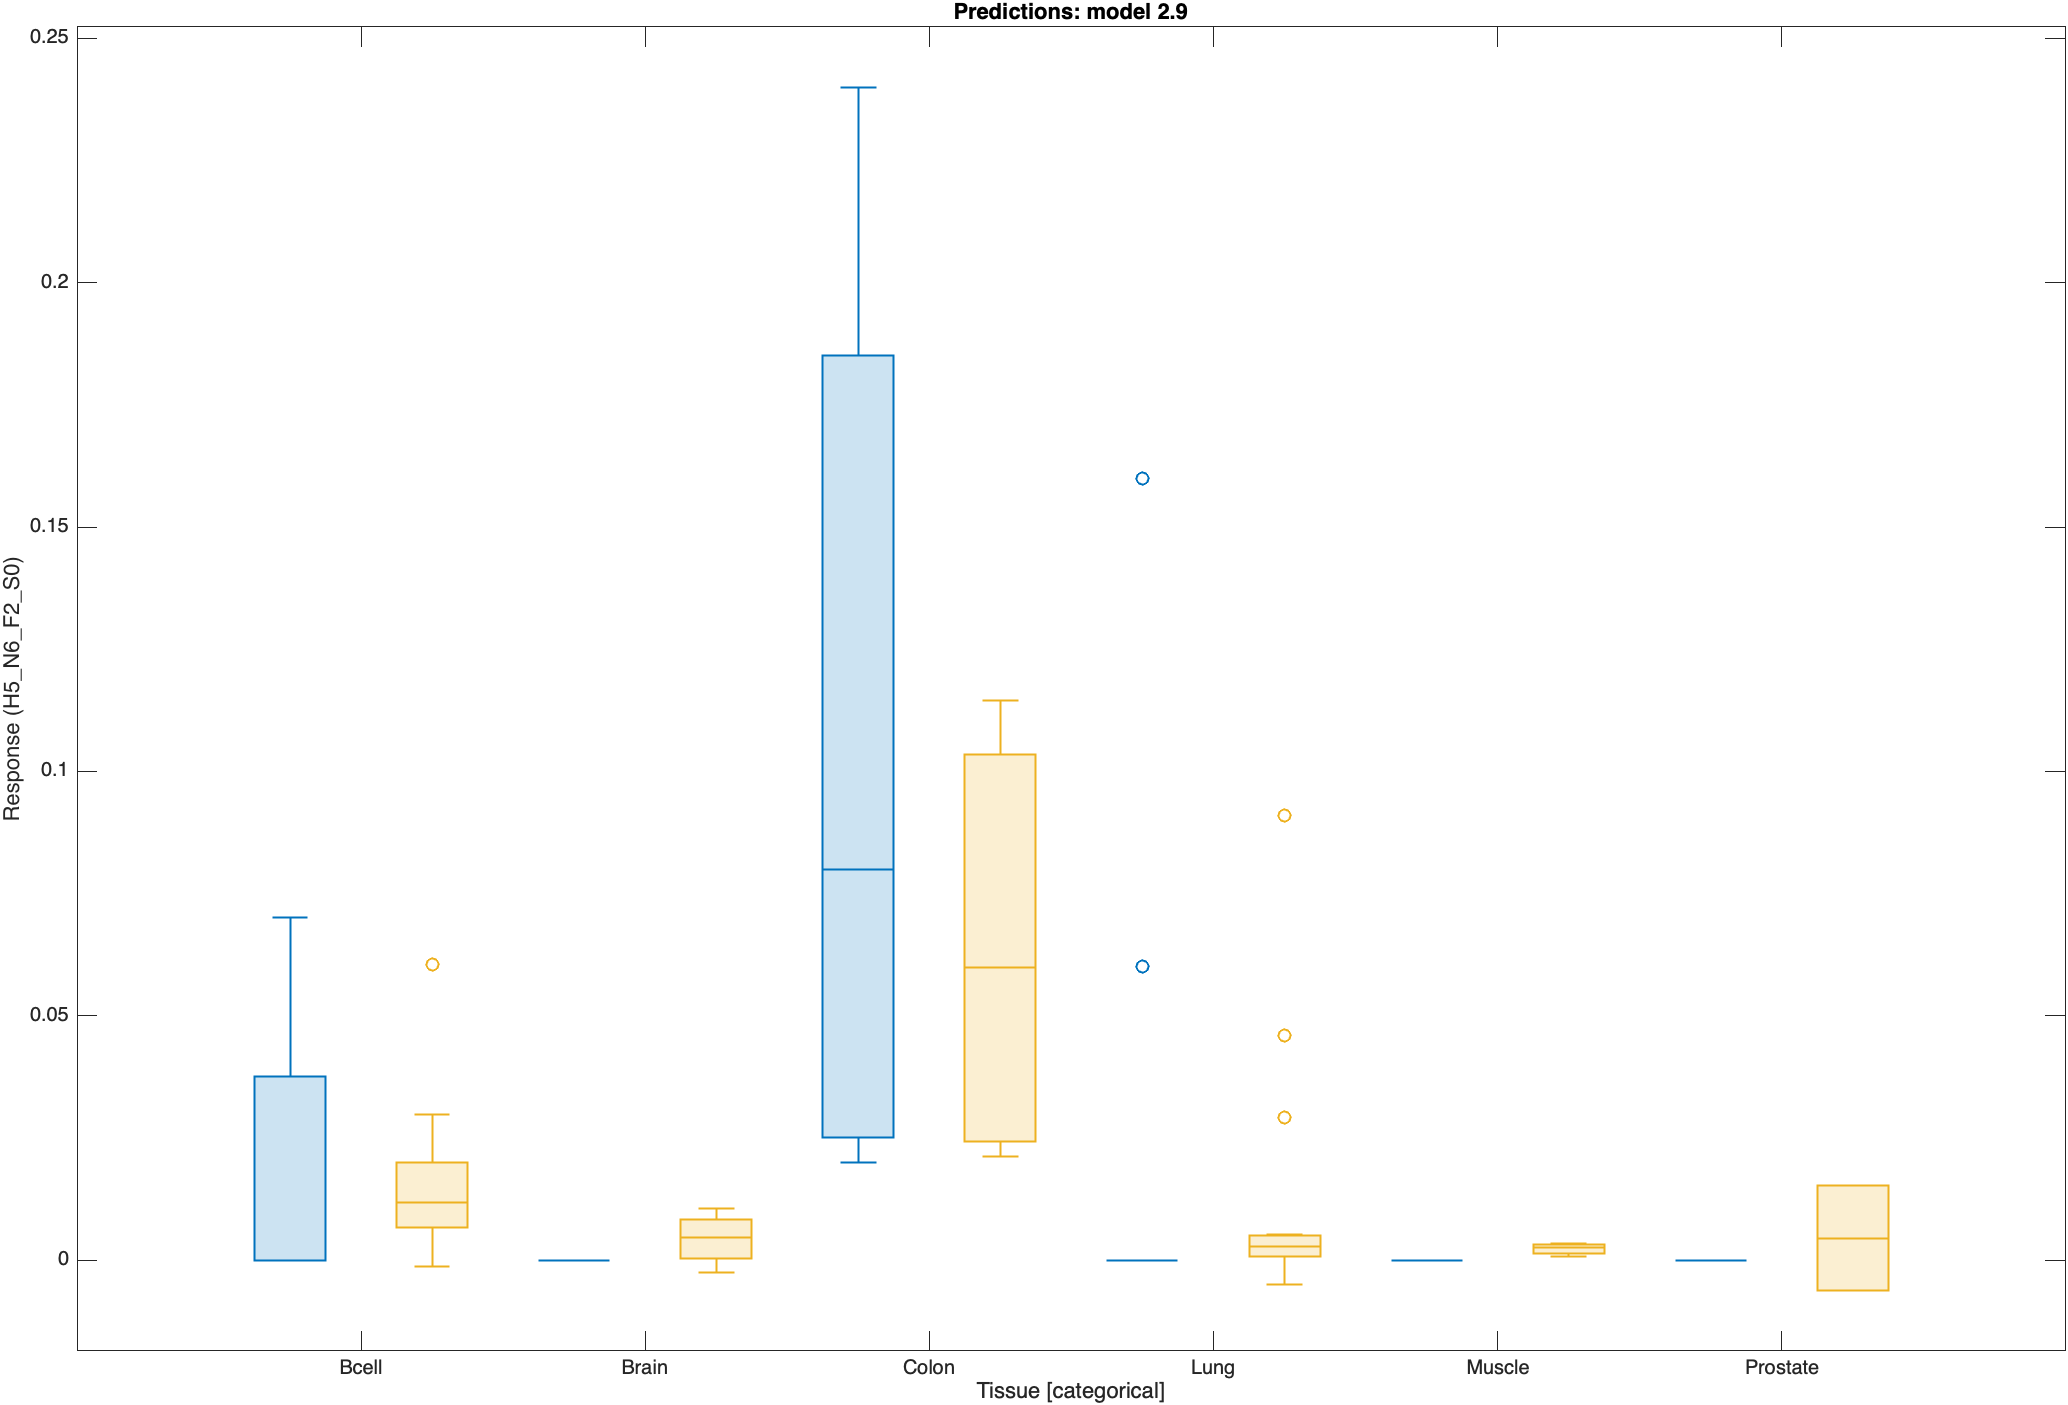 Predictions: model 2.9
0.25
0.2
0.15
0.1
0.05
0
Response (H5_N6_F2_S0)
Bcell Brain Colon Lung Muscle Prostate
Tissue [categorical]